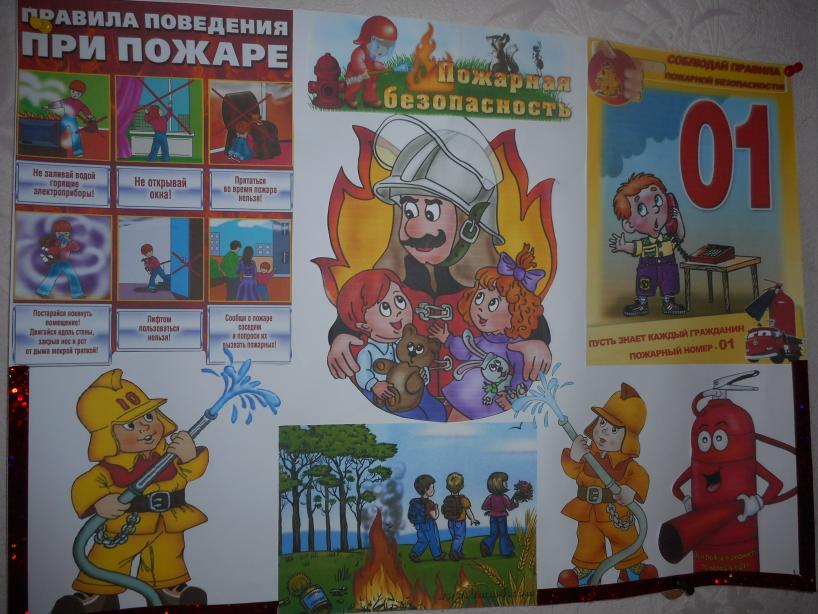 ПРАВИЛА ПОВЕДЕНИЯ
ПРИ ПОЖАРЕ
Не заливай водой
горящие
электроприборы!
Не открывай
окна!
Прятаться
во время пожара
нельзя!
Постарайся покинуть
помещение!
Двигайся вдоль стены,
закрыв нос и рот
от дыма мокрой тряпкой!
Лифтом
пользоваться
нельзя!
Сообщи о пожаре
соседям
и попроси их
вызвать пожарных!
Пожарная
безопасность
СОБЛЮДАЙ ПРАВИЛА
ПОЖАРНОЙ БЕЗОПАСНОСТИ
01
ПУСТЬ ЗНАЕТ КАЖДЫЙ ГРАЖДАНИН
ПОЖАРНЫЙ НОМЕР - 01